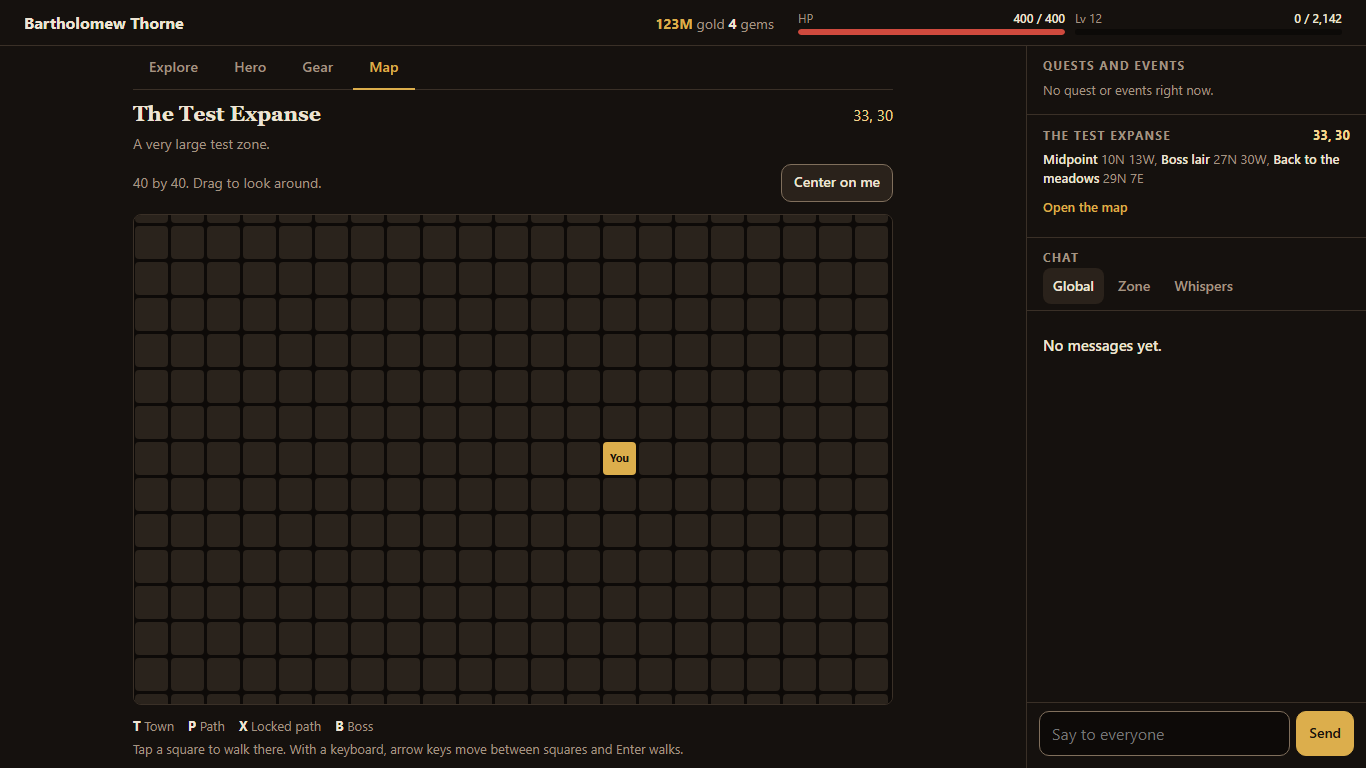 Bartholomew Thorne
123M gold 4 gems
HP 400 / 400
Lv 12 0 / 2,142
Explore Hero Gear Map
The Test Expanse 33, 30
A very large test zone.
40 by 40. Drag to look around.
Center on me
You
T Town P Path X Locked path B Boss
Tap a square to walk there. With a keyboard, arrow keys move between squares and Enter walks.
QUESTS AND EVENTS
No quest or events right now.
THE TEST EXPANSE 33, 30
Midpoint 10N 13W, Boss lair 27N 30W, Back to the
meadows 29N 7E
Open the map
CHAT
Global Zone Whispers
No messages yet.
Say to everyone Send